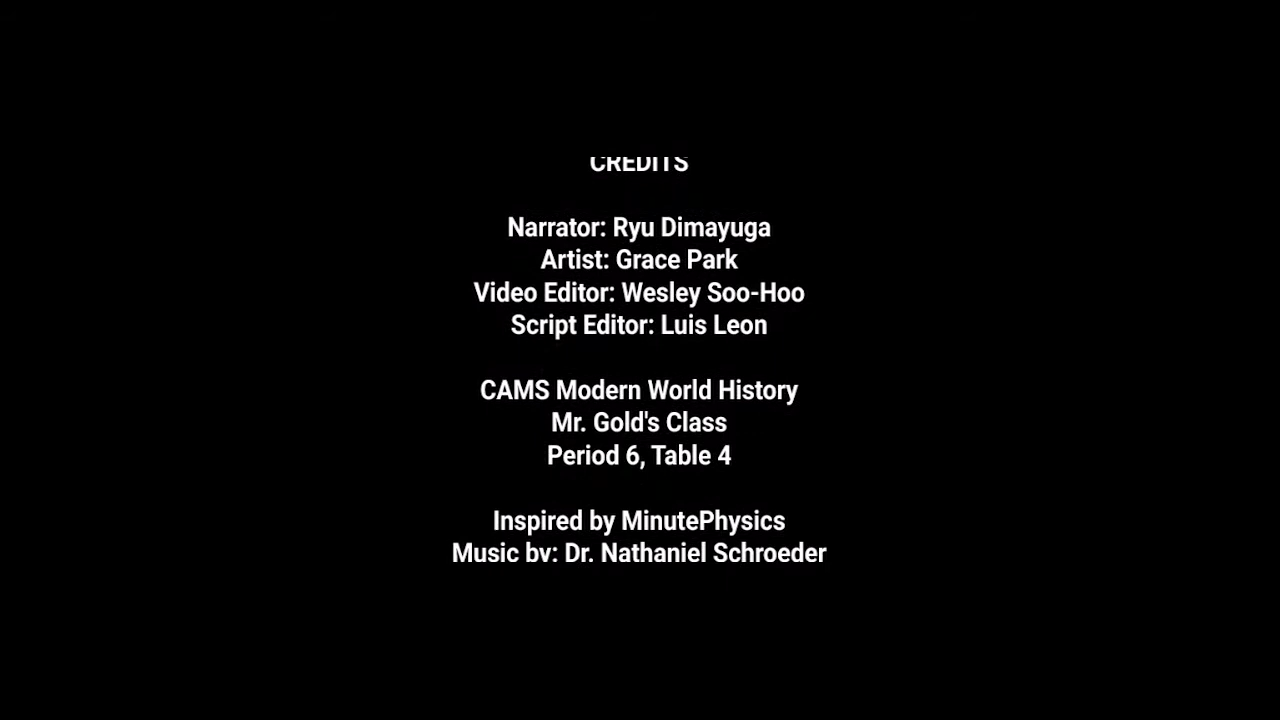 CREDITS
Narrator: Ryu Dimayuga
Artist: Grace Park
Video Editor: Wesley Soo-Hoo
Script Editor: Luis Leon
CAMS Modern World History
Mr. Gold's Class
Period 6, Table 4
Inspired by MinutePhysics
Music by: Dr. Nathaniel Schroeder